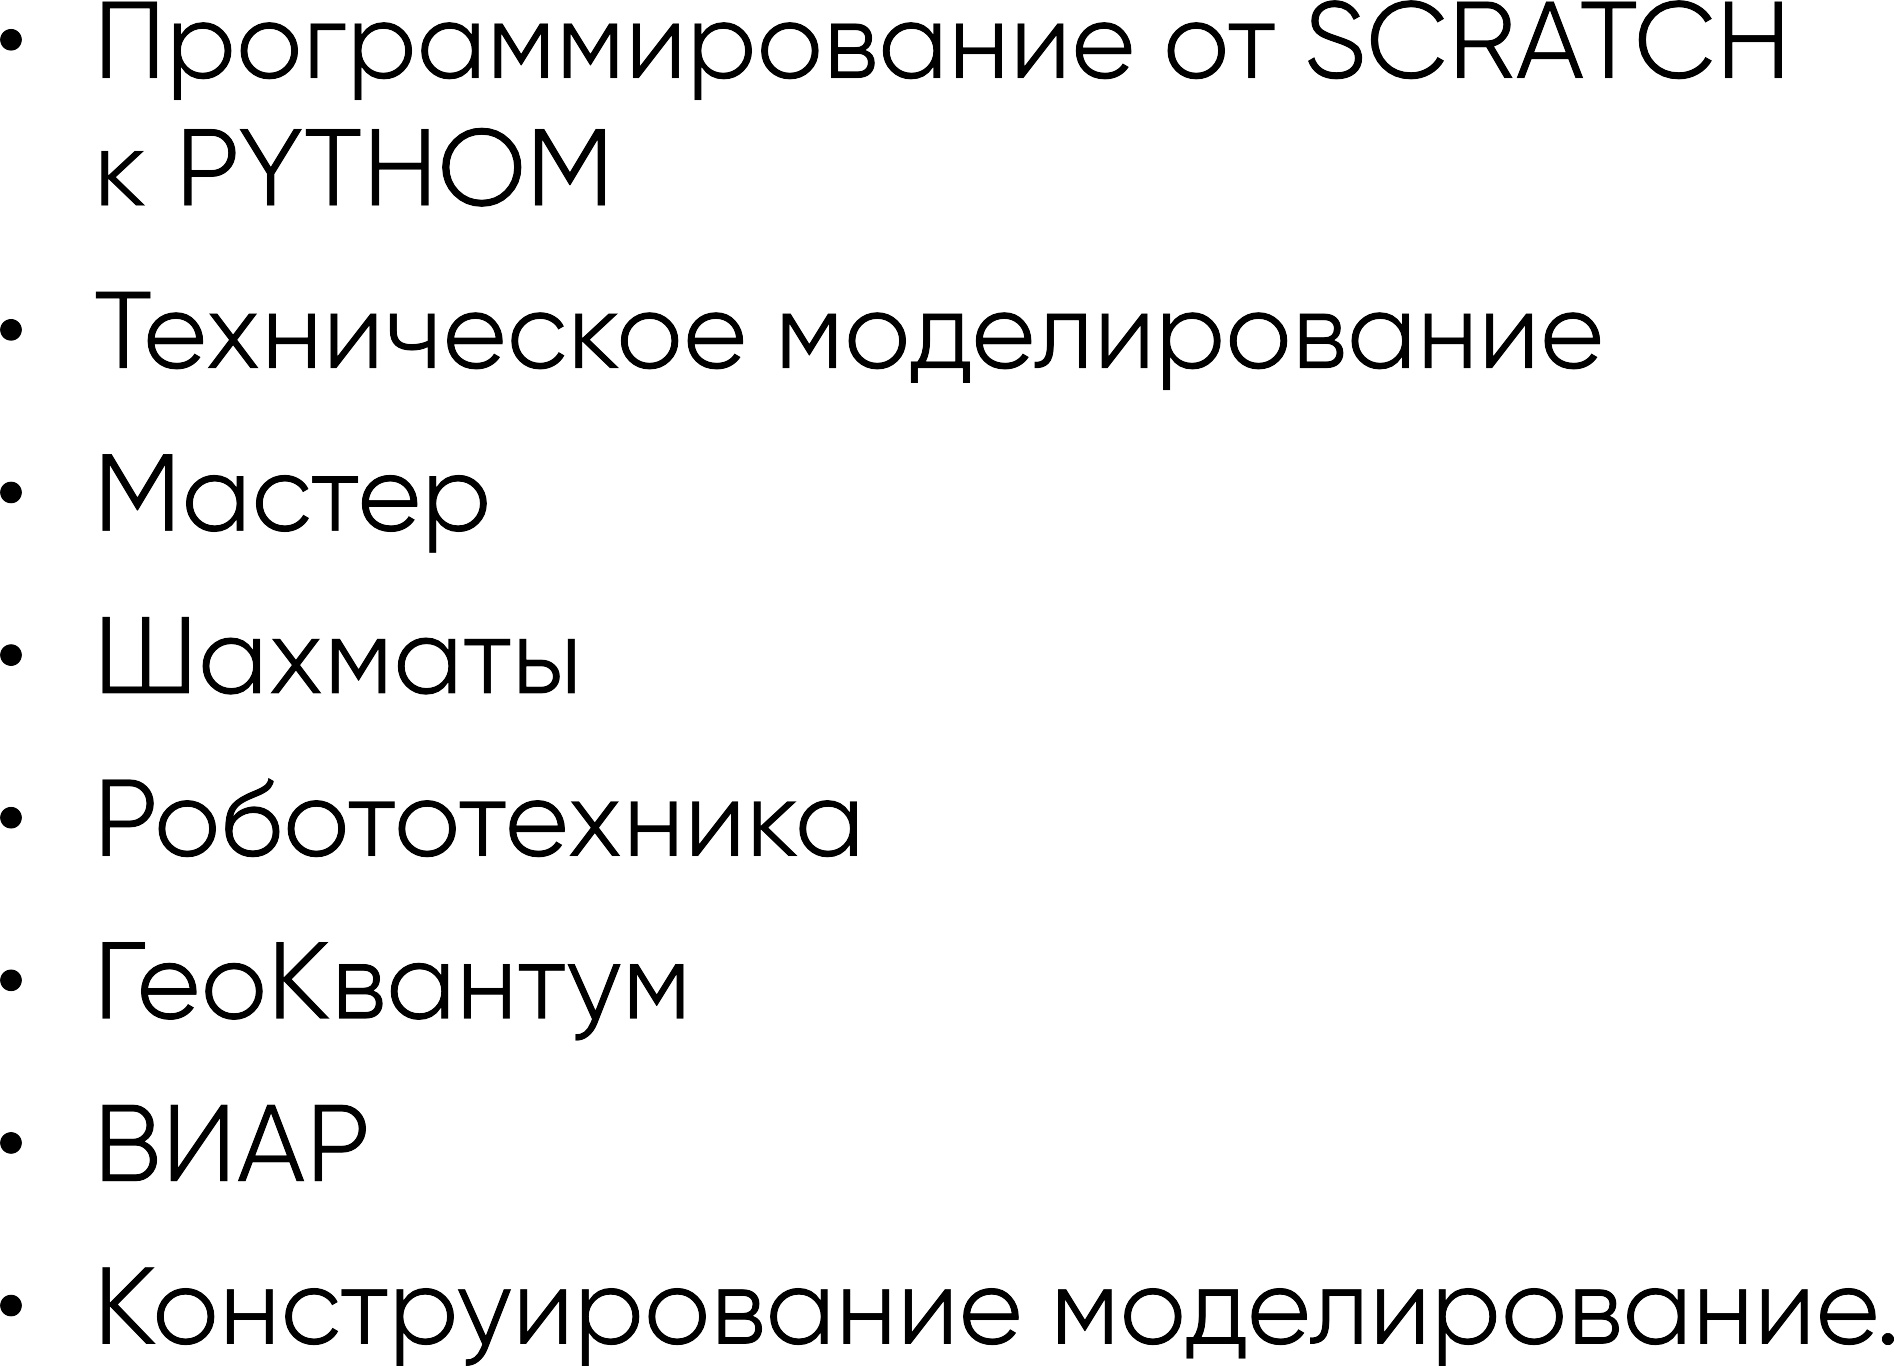 • Программирование от SCRATCH
к PYTHOM
• Техническое моделирование
• Мастер
• Шахматы
• Робототехника
• ГеоКвантум
• ВИАР
• Конструирование моделирование.